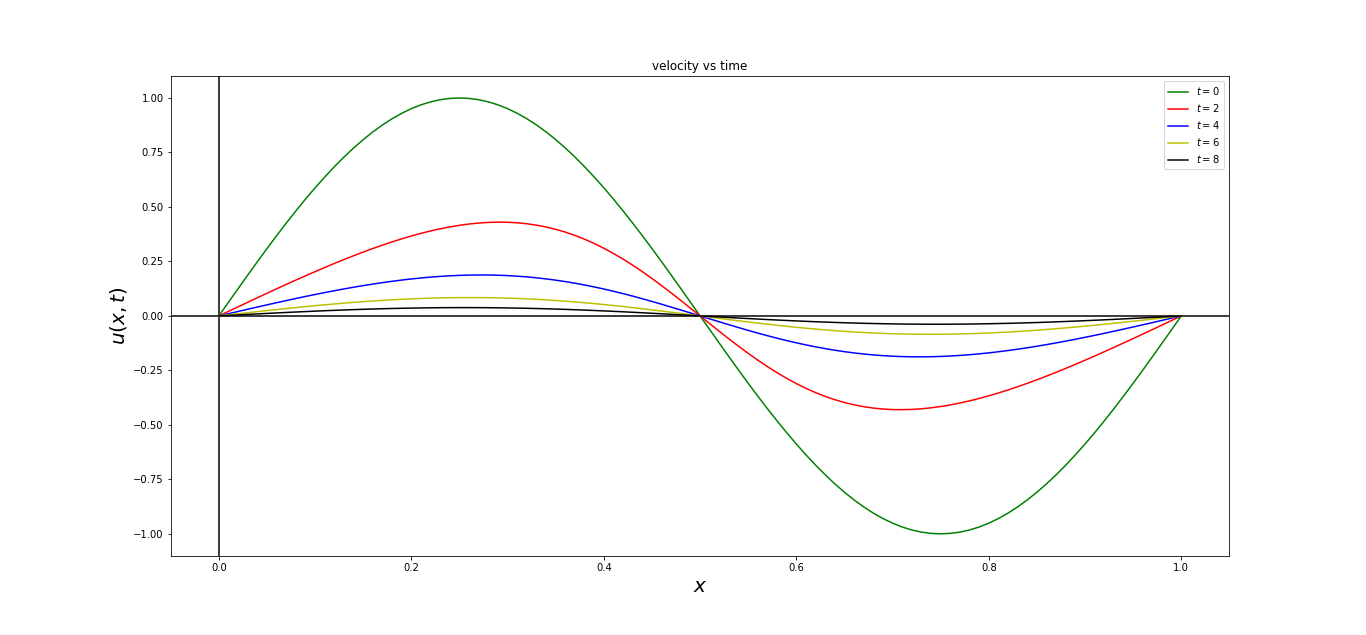 velocity vs time
t = 0
t = 2
t = 4
t = 6
t = 8
1.00
0.75
0.50
0.25
0.00
−0.25
−0.50
−0.75
−1.00
u(x, t)
0.0 0.2 0.4 0.6 0.8 1.0
x